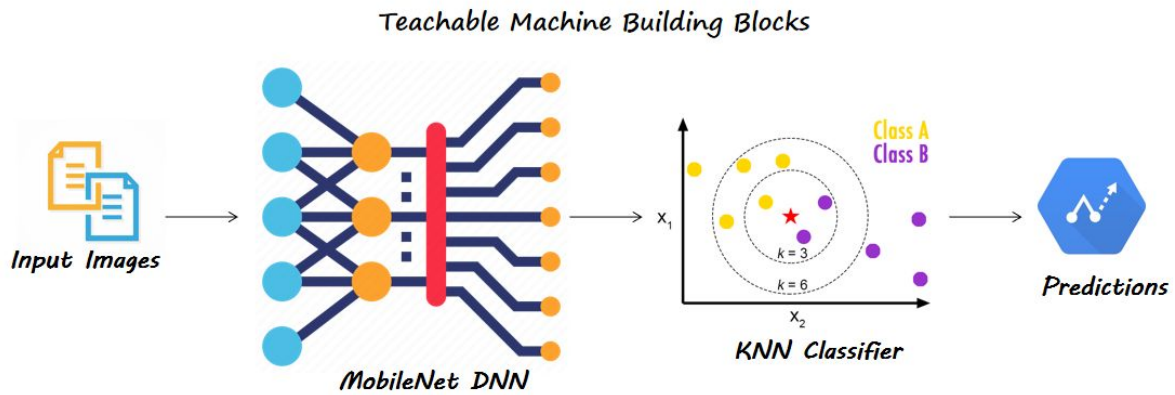 Teachable Machine Building Blocks
Input Images
MobileNet DNN
Class A
Class B
X1
k = 3
k = 6
X2
KNN Classifier
Predictions